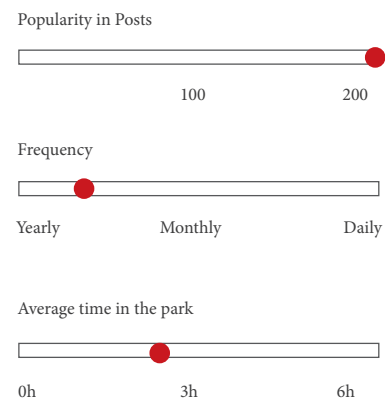 Popularity in Posts
100 200
Frequency
Yearly Monthly Daily
Average time in the park
0h 3h 6h